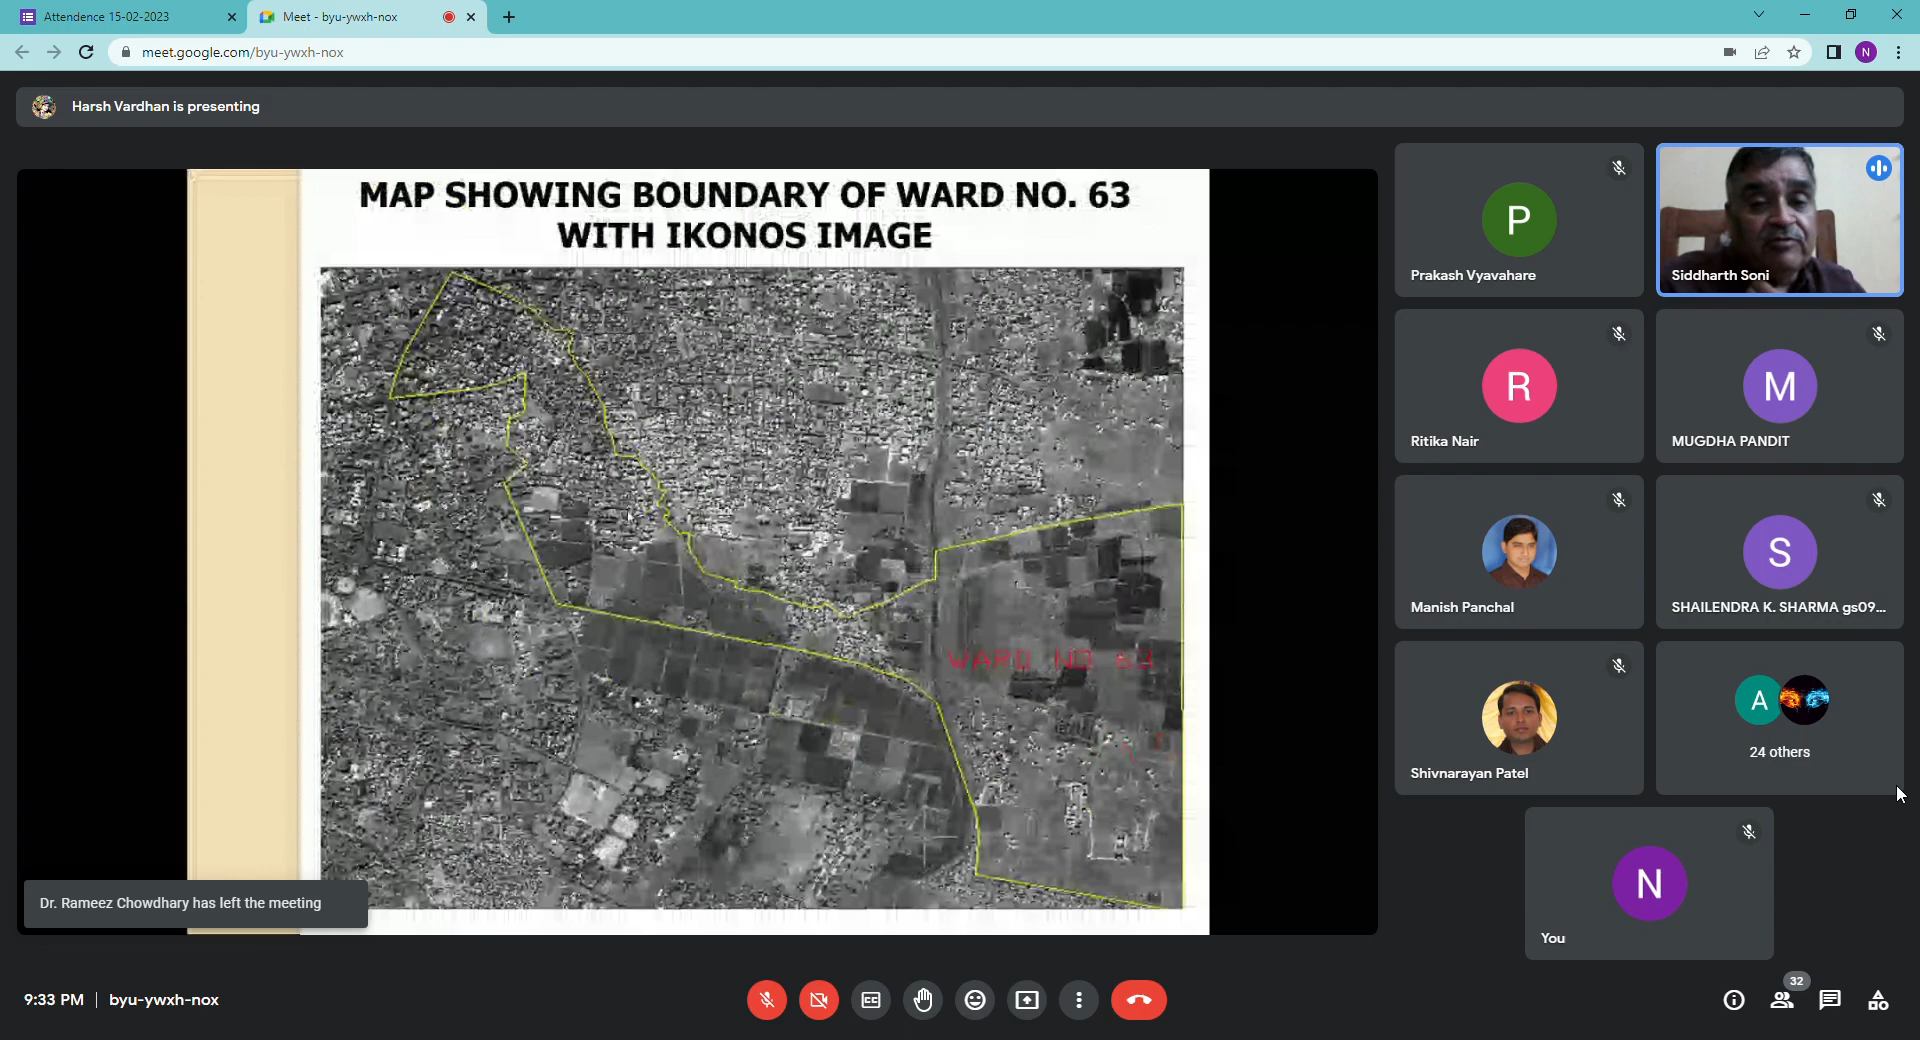 Attendence 15-02-2023
Meet - byu-ywxh-nox
meet.google.com/byu-ywxh-nox
N
Harsh Vardhan is presenting
MAP SHOWING BOUNDARY OF WARD NO. 63
WITH IKONOS IMAGE
WARD NO 63
Dr. Rameez Chowdhary has left the meeting
P
Prakash Vyavahare
Siddharth Soni
R
Ritika Nair
M
MUGDHA PANDIT
Manish Panchal
S
SHAILENDRA K. SHARMA gs09...
Shivnarayan Patel
A
24 others
N
You
9:33 PM | byu-ywxh-nox
CC
32